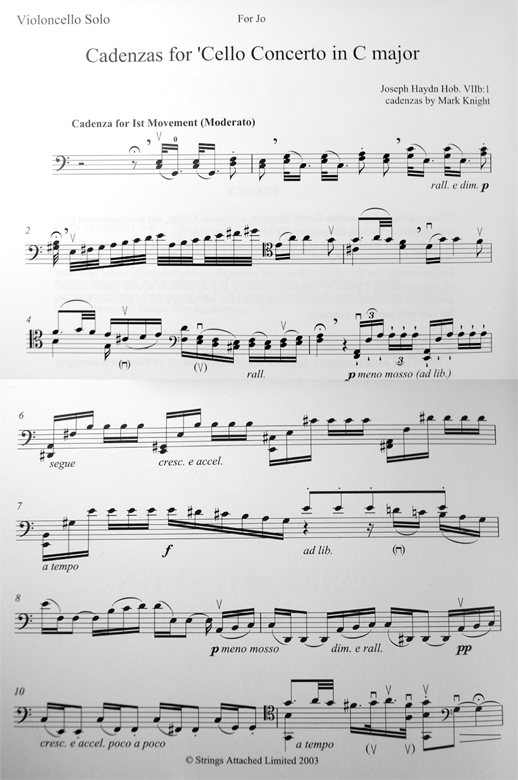 Violoncello Solo
For Jo
Cadenzas for 'Cello Concerto in C major
Joseph Haydn Hob. VIIb:1
cadenzas by Mark Knight
Cadenza for Ist Movement (Moderato)
0
rall. e dim. p
2
4
3
3
rall.
p meno mosso (ad lib.)
6
segue
cresc. e accel.
7
a tempo
f
ad lib.
8
p meno mosso
dim. e rall.
pp
10
cresc. e accel. poco a poco
a tempo
© Strings Attached Limited 2003